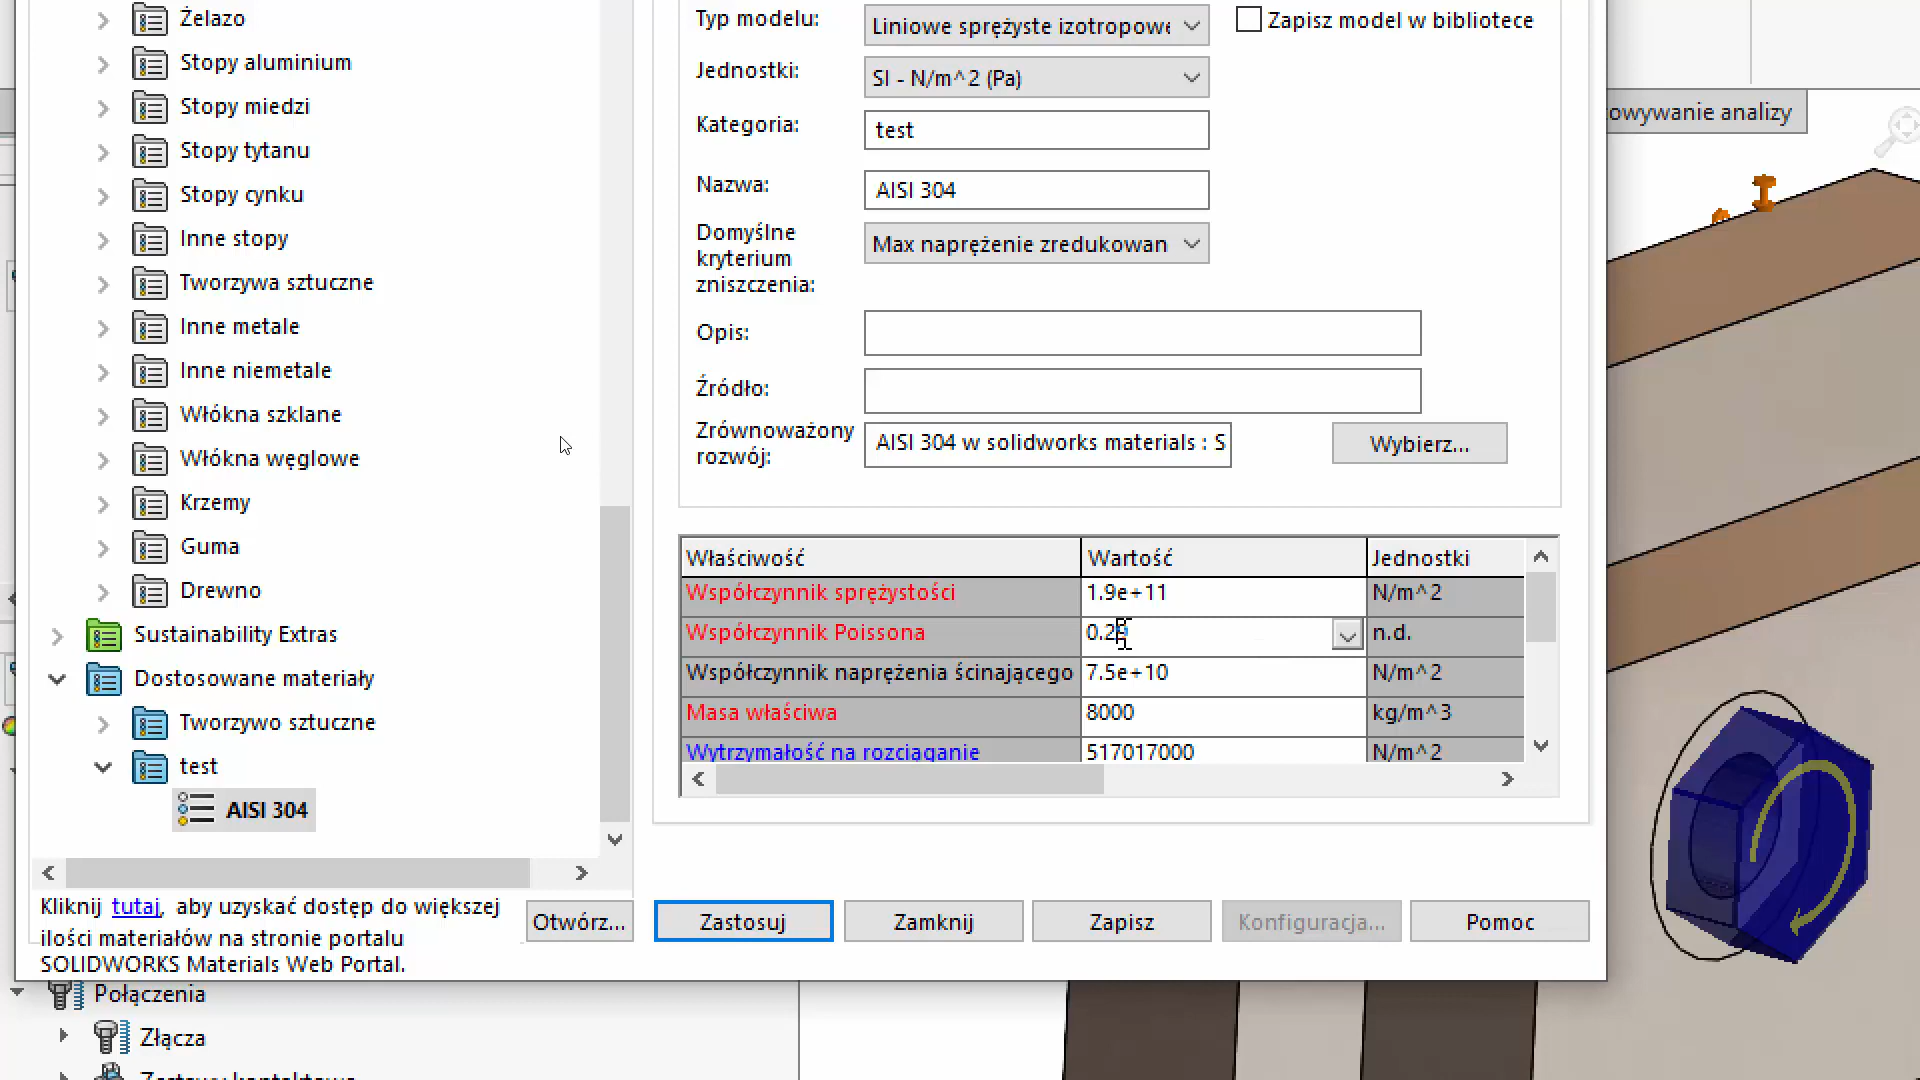 Żelazo
Stopy aluminium
Stopy miedzi
Stopy tytanu
Stopy cynku
Inne stopy
Tworzywa sztuczne
Inne metale
Inne niemetale
Włókna szklane
Włókna węglowe
Krzemy
Guma
Drewno
Sustainability Extras
Dostosowane materiały
Tworzywo sztuczne
test
AISI 304
Kliknij tutaj, aby uzyskać dostęp do większej
ilości materiałów na stronie portalu
SOLIDWORKS Materials Web Portal.
Otwórz...
Typ modelu:
Liniowe sprężyste izotropowe
Zapisz model w bibliotece
Jednostki:
SI - N/m^2 (Pa)
Kategoria:
test
Nazwa:
AISI 304
Domyślne
kryterium
zniszczenia:
Max naprężenie zredukowan
Opis:
Źródło:
Zrównoważony
rozwój:
AISI 304 w solidworks materials : S
Wybierz...
Właściwość Wartość Jednostki
Współczynnik sprężystości 1.9e+11 N/m^2
Współczynnik Poissona 0.2 n.d.
Współczynnik naprężenia ścinającego 7.5e+10 N/m^2
Masa właściwa 8000 kg/m^3
Wytrzymałość na rozciąganie 517017000 N/m^2
Zastosuj
Zamknij
Zapisz
Konfiguracja...
Pomoc
owywanie analizy
Połączenia
Złącza